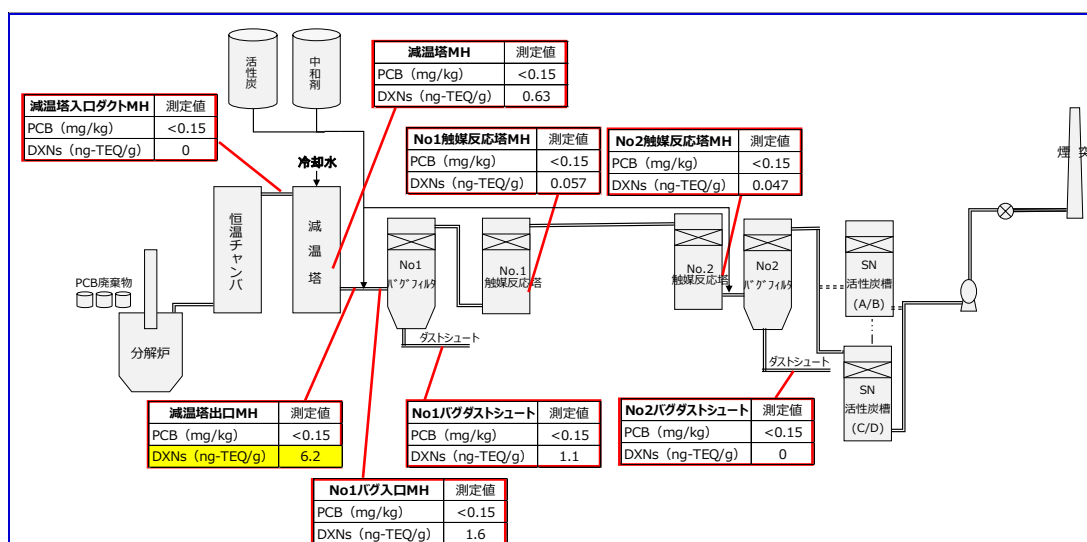 活性炭
中和剤
減温塔MH 測定値
PCB（mg/kg） <0.15
DXNs（ng-TEQ/g） 0.63
減温塔入口ダクトMH 測定値
PCB（mg/kg） <0.15
DXNs（ng-TEQ/g） 0
No1触媒反応塔MH 測定値
PCB（mg/kg） <0.15
DXNs（ng-TEQ/g） 0.057
No2触媒反応塔MH 測定値
PCB（mg/kg） <0.15
DXNs（ng-TEQ/g） 0.047
煙突
冷却水
恒温チャンバ
減温塔
No1
ﾊﾞｸﾞﾌｨﾙﾀ
No.1
触媒反応塔
No.2
触媒反応塔
No2
ﾊﾞｸﾞﾌｨﾙﾀ
SN
活性炭槽
(A/B)
PCB廃棄物
分解炉
ダストシュート
ダストシュート
SN
活性炭槽
(C/D)
減温塔出口MH 測定値
PCB（mg/kg） <0.15
DXNs（ng-TEQ/g） 6.2
No1バグダストシュート 測定値
PCB（mg/kg） <0.15
DXNs（ng-TEQ/g） 1.1
No2バグダストシュート 測定値
PCB（mg/kg） <0.15
DXNs（ng-TEQ/g） 0
No1バグ入口MH 測定値
PCB（mg/kg） <0.15
DXNs（ng-TEQ/g） 1.6